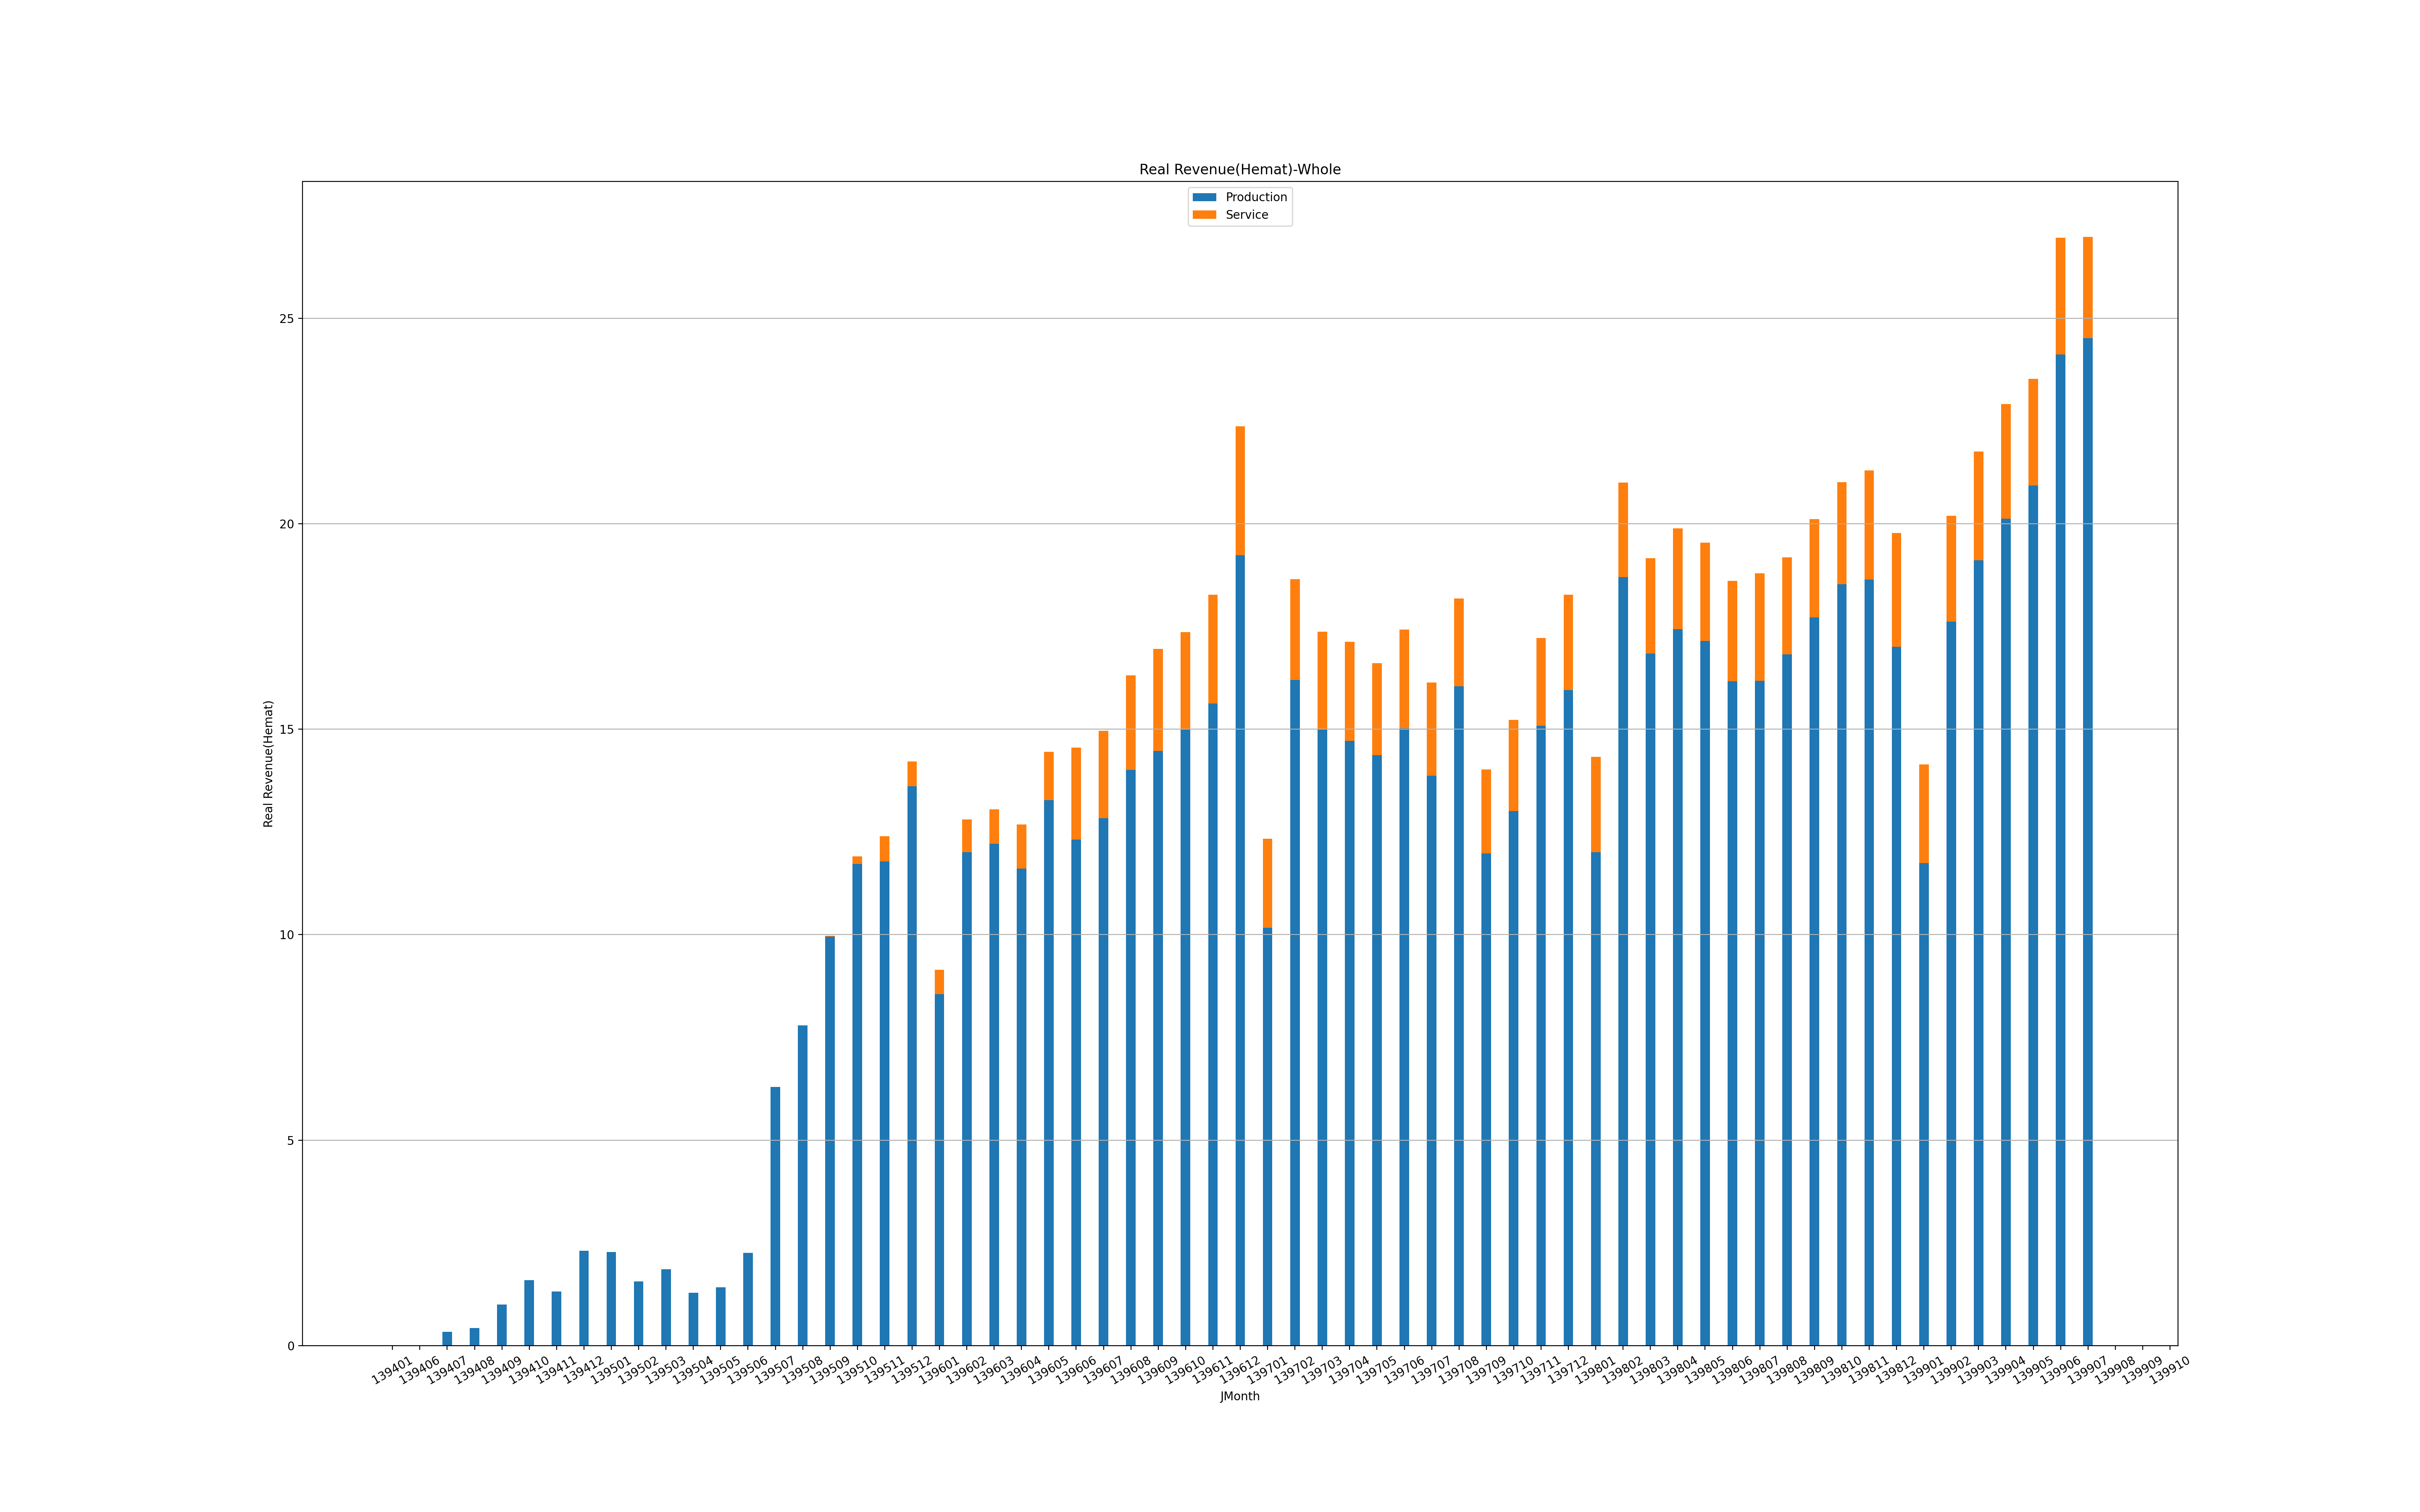 Real Revenue(Hemat)-Whole
Production
Service
Real Revenue(Hemat)
25
20
15
10
5
0
139401 139406 139407 139408 139409 139410 139411 139412 139501 139502 139503 139504 139505 139506 139507 139508 139509 139510 139511 139512 139601 139602 139603 139604 139605 139606 139607 139608 139609 139610 139611 139612 139701 139702 139703 139704 139705 139706 139707 139708 139709 139710 139711 139712 139801 139802 139803 139804 139805 139806 139807 139808 139809 139810 139811 139812 139901 139902 139903 139904 139905 139906 139907 139908 139909 139910
JMonth